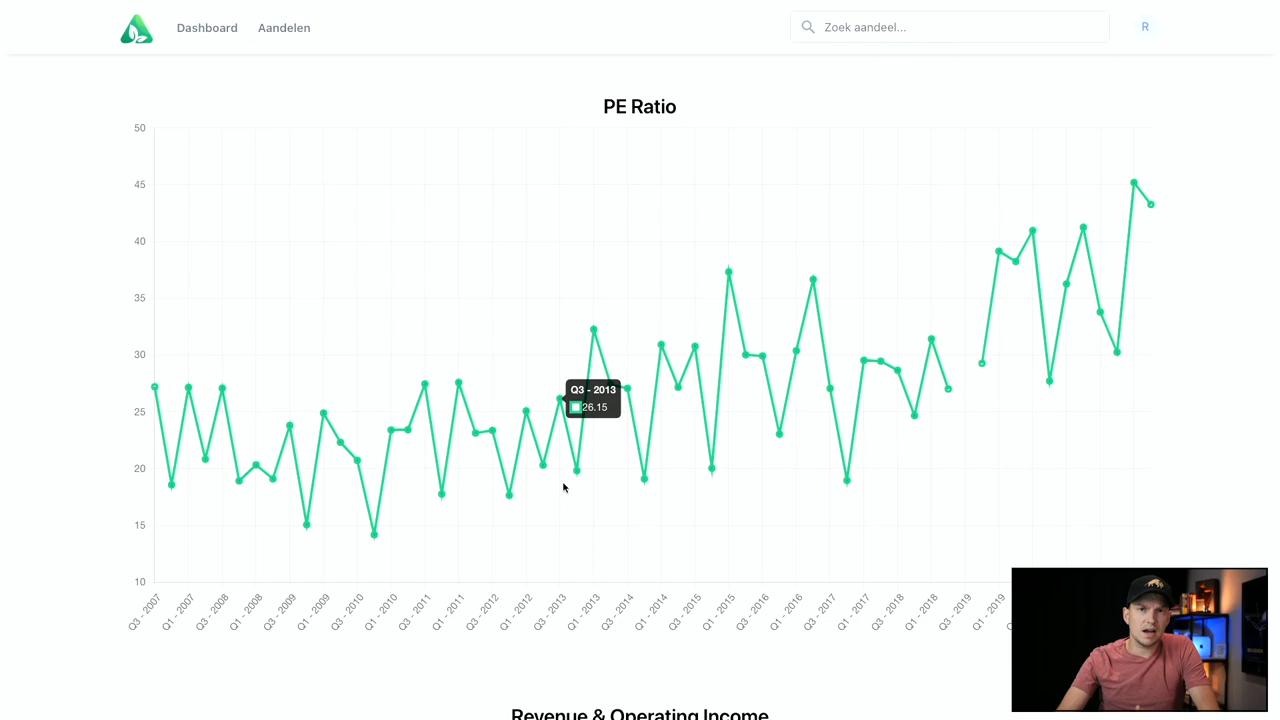 Dashboard
Aandelen
Zoek aandeel...
R
PE Ratio
50
45
40
35
30
25
20
15
10
Q3 - 2013
26.15
Q3 - 2007
Q1 - 2007
Q3 - 2008
Q1 - 2008
Q3 - 2009
Q1 - 2009
Q3 - 2010
Q1 - 2010
Q3 - 2011
Q1 - 2011
Q3 - 2012
Q1 - 2012
Q3 - 2013
Q1 - 2013
Q3 - 2014
Q1 - 2014
Q3 - 2015
Q1 - 2015
Q3 - 2016
Q1 - 2016
Q3 - 2017
Q1 - 2017
Q3 - 2018
Q1 - 2018
Q3 - 2019
Q1 - 2019
Revenue & Operating Income